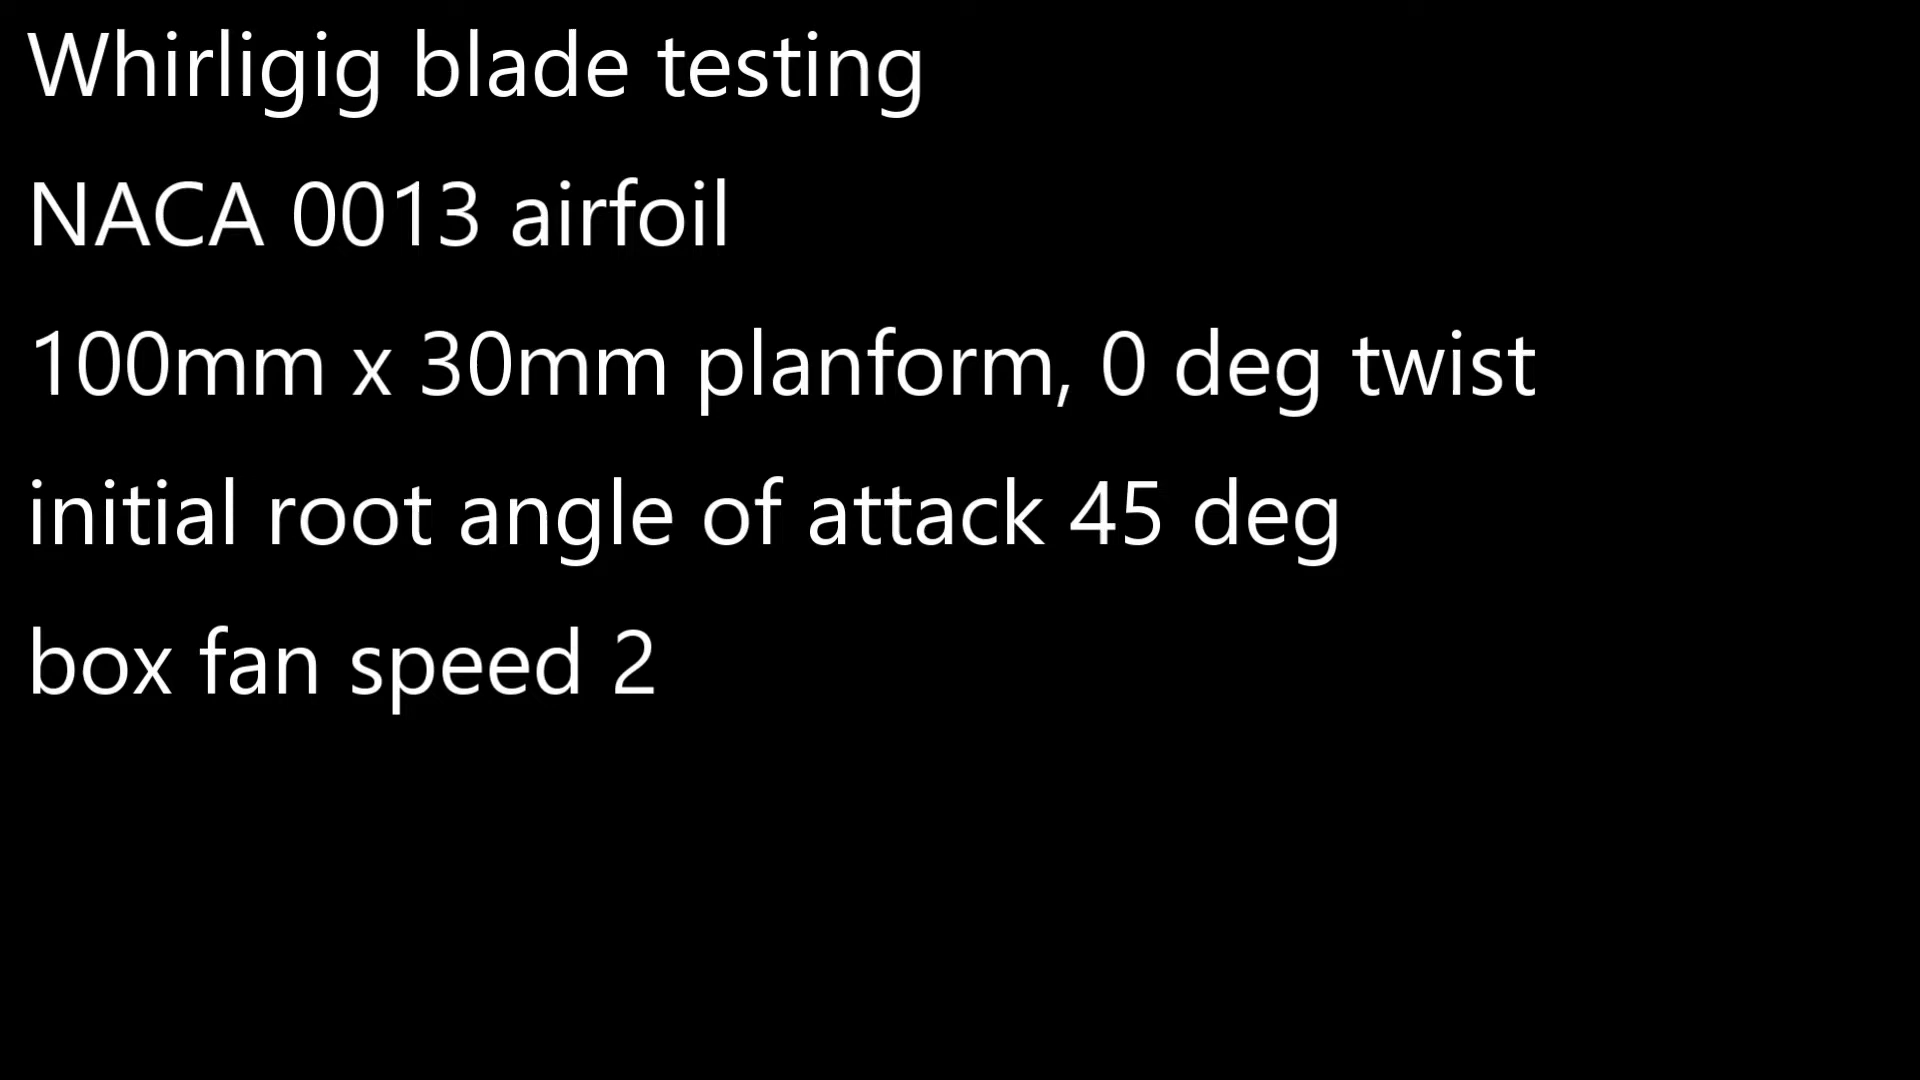 Whirligig blade testing
NACA 0013 airfoil
100mm x 30mm planform, 0 deg twist
initial root angle of attack 45 deg
box fan speed 2